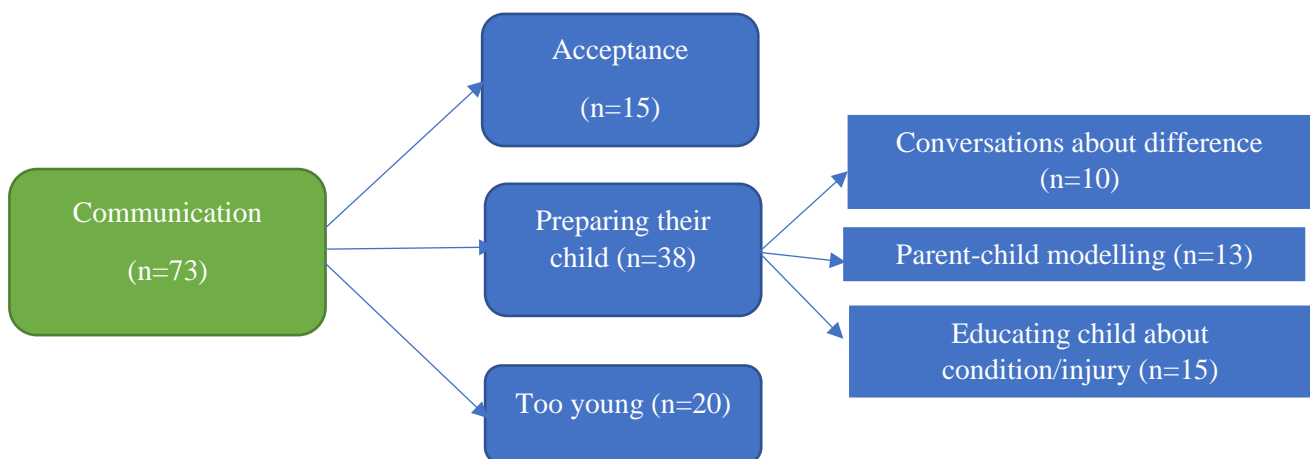 Acceptance
(n=15)
Communication
(n=73)
Preparing their
child (n=38)
Too young (n=20)
Conversations about difference
(n=10)
Parent-child modelling (n=13)
Educating child about
condition/injury (n=15)